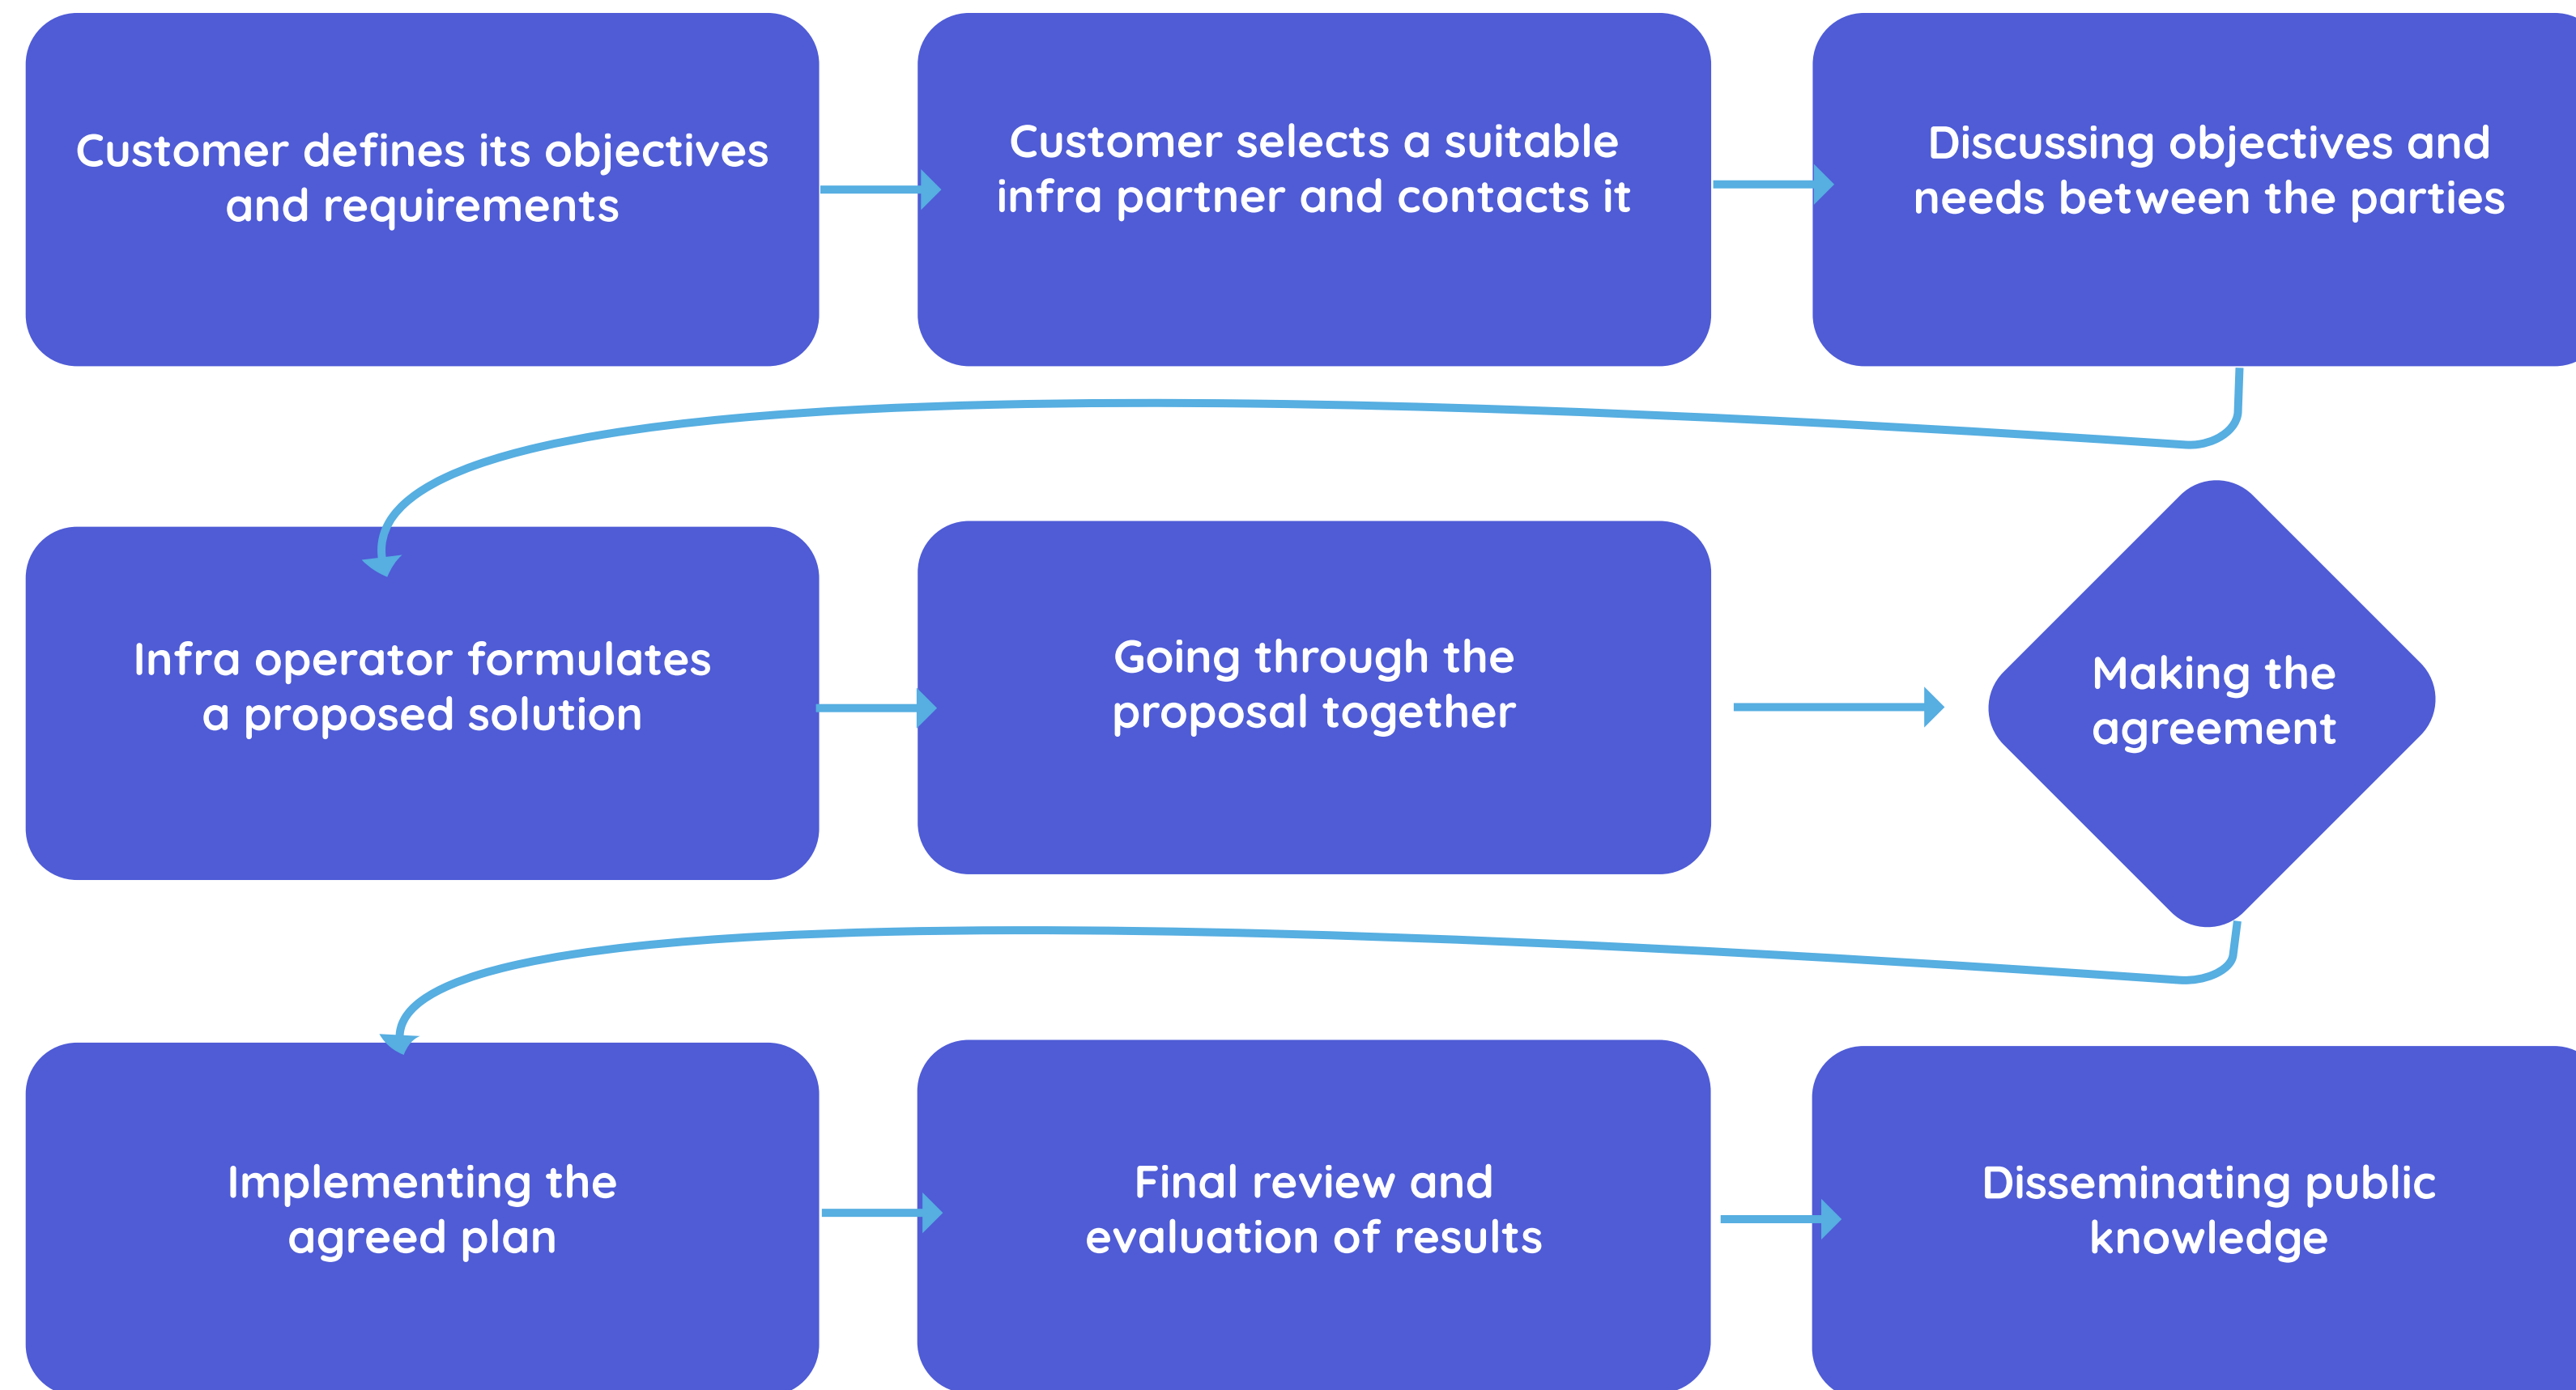 Customer defines its objectives
and requirements
Customer selects a suitable
infra partner and contacts it
Discussing objectives and
needs between the parties
Infra operator formulates
a proposed solution
Going through the
proposal together
Making the
agreement
Implementing the
agreed plan
Final review and
evaluation of results
Disseminating public
knowledge